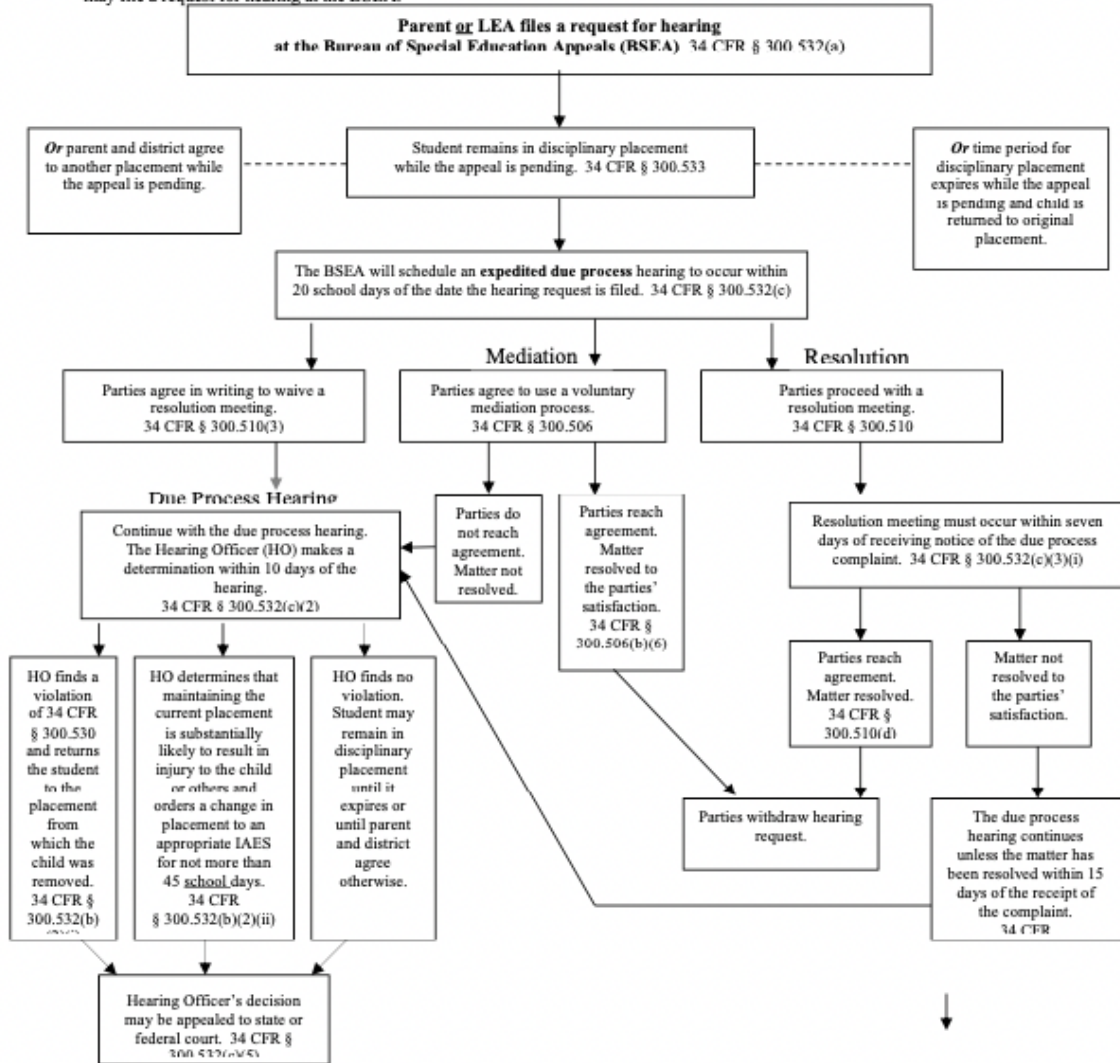 Parent or LEA files a request for hearing
at the Bureau of Special Education Appeals (BSEA) 34 CFR § 300.532(a)
Or parent and district agree
to another placement while
the appeal is pending.
Student remains in disciplinary placement
while the appeal is pending. 34 CFR § 300.533
Or time period for
disciplinary placement
expires while the appeal
is pending and child is
returned to original
placement.
The BSEA will schedule an expedited due process hearing to occur within
20 school days of the date the hearing request is filed. 34 CFR § 300.532(c)
Mediation
Resolution
Parties agree in writing to waive a
resolution meeting.
34 CFR § 300.510(3)
Parties agree to use a voluntary
mediation process.
34 CFR § 300.506
Parties proceed with a
resolution meeting.
34 CFR § 300.510
Due Process Hearing
Continue with the due process hearing.
The Hearing Officer (HO) makes a
determination within 10 days of the
hearing.
34 CFR § 300.532(c)(2)
Parties do
not reach
agreement.
Matter not
resolved.
Parties reach
agreement.
Matter
resolved to
the parties’
satisfaction.
34 CFR §
300.506(b)(6)
Resolution meeting must occur within seven
days of receiving notice of the due process
complaint. 34 CFR § 300.532(c)(3)(i)
Parties reach
agreement.
Matter resolved.
34 CFR §
300.510(d)
Matter not
resolved to
the parties’
satisfaction.
HO finds a
violation
of 34 CFR
§ 300.530
and returns
the student
to the
placement
from
which the
child was
removed.
34 CFR §
300.532(b)
HO determines that
maintaining the
current placement
is substantially
likely to result in
injury to the child
or others and
orders a change in
placement to an
appropriate IAES
for not more than
45 school days.
34 CFR
§ 300.532(b)(2)(ii)
HO finds no
violation.
Student may
remain in
disciplinary
placement
until it
expires or
until parent
and district
agree
otherwise.
Parties withdraw hearing
request.
The due process
hearing continues
unless the matter has
been resolved within 15
days of the receipt of
the complaint.
34 CFR
Hearing Officer’s decision
may be appealed to state or
federal court. 34 CFR §
300.532(c)(5)